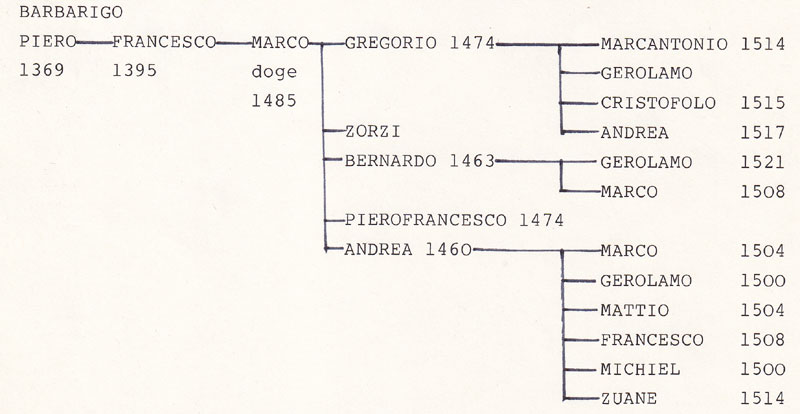 BARBARIGO
PIERO FRANCESCO MARCO GREGORIO 1474 MARCANTONIO 1514
1369 1395 doge GEROLAMO
1485 CRISTOFOLO 1515
ZORZI ANDREA 1517
BERNARDO 1463 GEROLAMO 1521
MARCO 1508
PIEROFRANCESCO 1474
ANDREA 1460 MARCO 1504
GEROLAMO 1500
MATTIO 1504
FRANCESCO 1508
MICHIEL 1500
ZUANE 1514